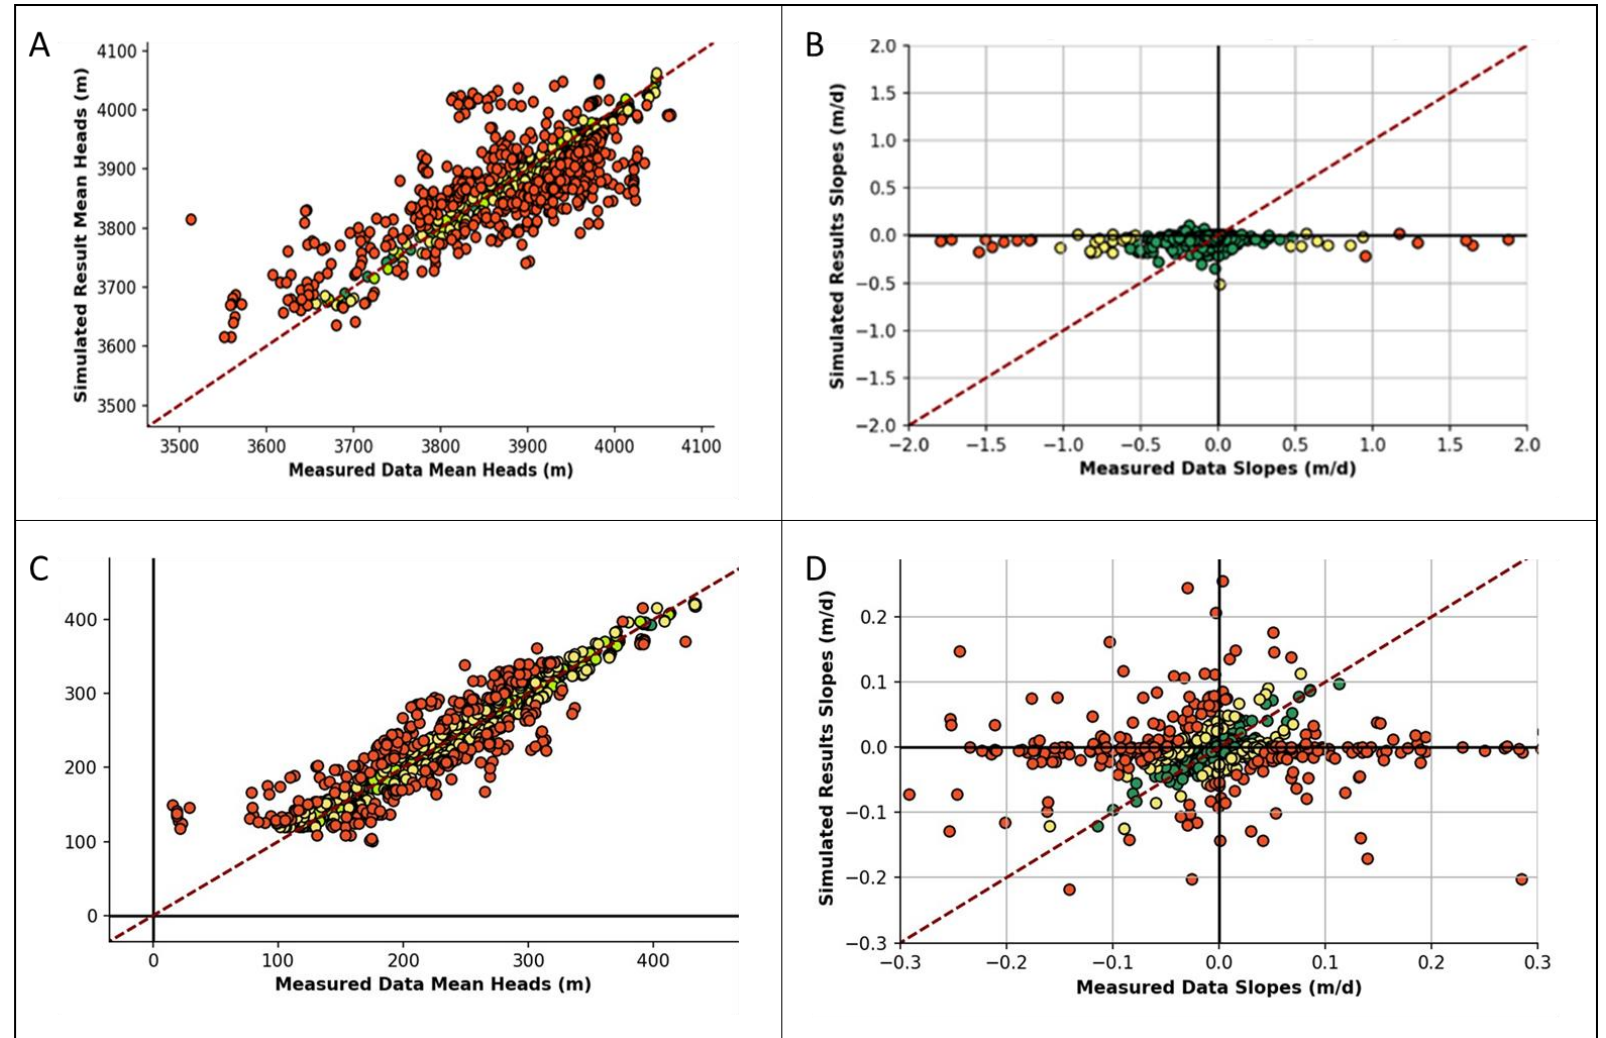 A
Simulated Result Mean Heads (m)
4100
4000
3900
3800
3700
3600
3500
3500 3600 3700 3800 3900 4000 4100
Measured Data Mean Heads (m)
B
Simulated Results Slopes (m/d)
2.0
1.5
1.0
0.5
0.0
−0.5
−1.0
−1.5
−2.0
−2.0 −1.5 −1.0 −0.5 0.0 0.5 1.0 1.5 2.0
Measured Data Slopes (m/d)
C
400
300
200
100
0
0 100 200 300 400
Measured Data Mean Heads (m)
D
Simulated Results Slopes (m/d)
0.2
0.1
0.0
−0.1
−0.2
−0.3
−0.3 −0.2 −0.1 0.0 0.1 0.2 0.3
Measured Data Slopes (m/d)